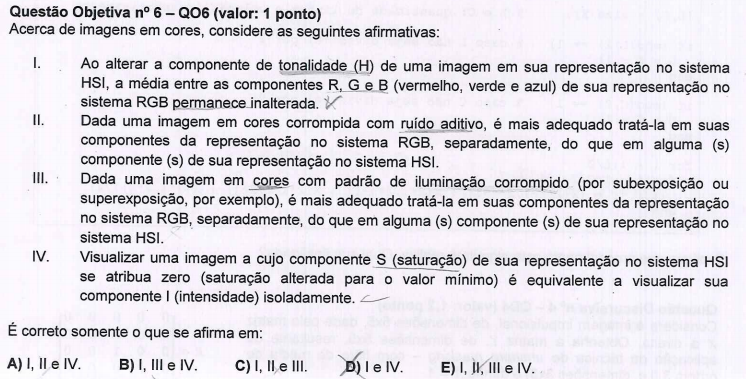 Questão Objetiva nº 6 – QO6 (valor: 1 ponto)
Acerca de imagens em cores, considere as seguintes afirmativas:
I. Ao alterar a componente de tonalidade (H) de uma imagem em sua representação no sistema
HSI, a média entre as componentes R, G e B (vermelho, verde e azul) de sua representação no
sistema RGB permanece inalterada.
II. Dada uma imagem em cores corrompida com ruído aditivo, é mais adequado tratá-la em suas
componentes da representação no sistema RGB, separadamente, do que em alguma (s)
componente (s) de sua representação no sistema HSI.
III. Dada uma imagem em cores com padrão de iluminação corrompido (por subexposição ou
superexposição, por exemplo), é mais adequado tratá-la em suas componentes da representação
no sistema RGB, separadamente, do que em alguma (s) componente (s) de sua representação no
sistema HSI.
IV. Visualizar uma imagem a cujo componente S (saturação) de sua representação no sistema HSI
se atribua zero (saturação alterada para o valor mínimo) é equivalente a visualizar sua
componente I (intensidade) isoladamente.
É correto somente o que se afirma em:
A) I, II e IV. B) I, III e IV. C) I, II e III. D) I e IV. E) I, II, III e IV.